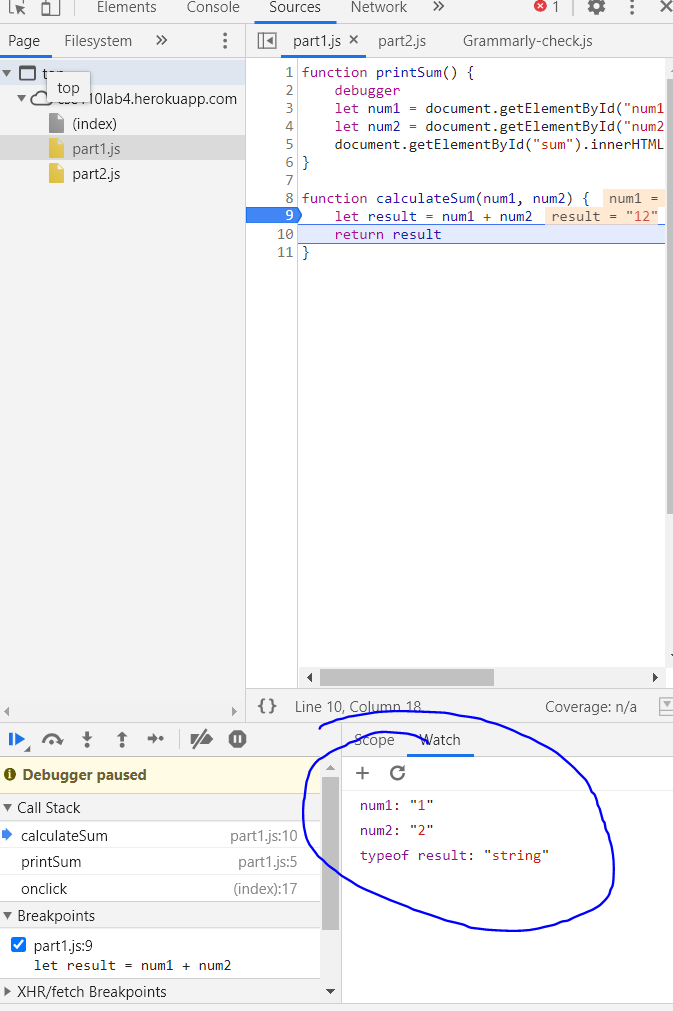 Elements Console Sources Network » 1
Page Filesystem »
part1.js × part2.js Grammarly-check.js
top
(index)
part1.js
part2.js
1 function printSum() {
2 debugger
3 let num1 = document.getElementById("num1
4 let num2 = document.getElementById("num2
5 document.getElementById("sum").innerHTML
6 }
7
8 function calculateSum(num1, num2) { num1 =
9 let result = num1 + num2 result = "12"
10 return result
11 }
{} Line 10, Column 18 Coverage: n/a
Scope Watch
Debugger paused
Call Stack
calculateSum part1.js:10
printSum part1.js:5
onclick (index):17
Breakpoints
part1.js:9
let result = num1 + num2
XHR/fetch Breakpoints
num1: "1"
num2: "2"
typeof result: "string"